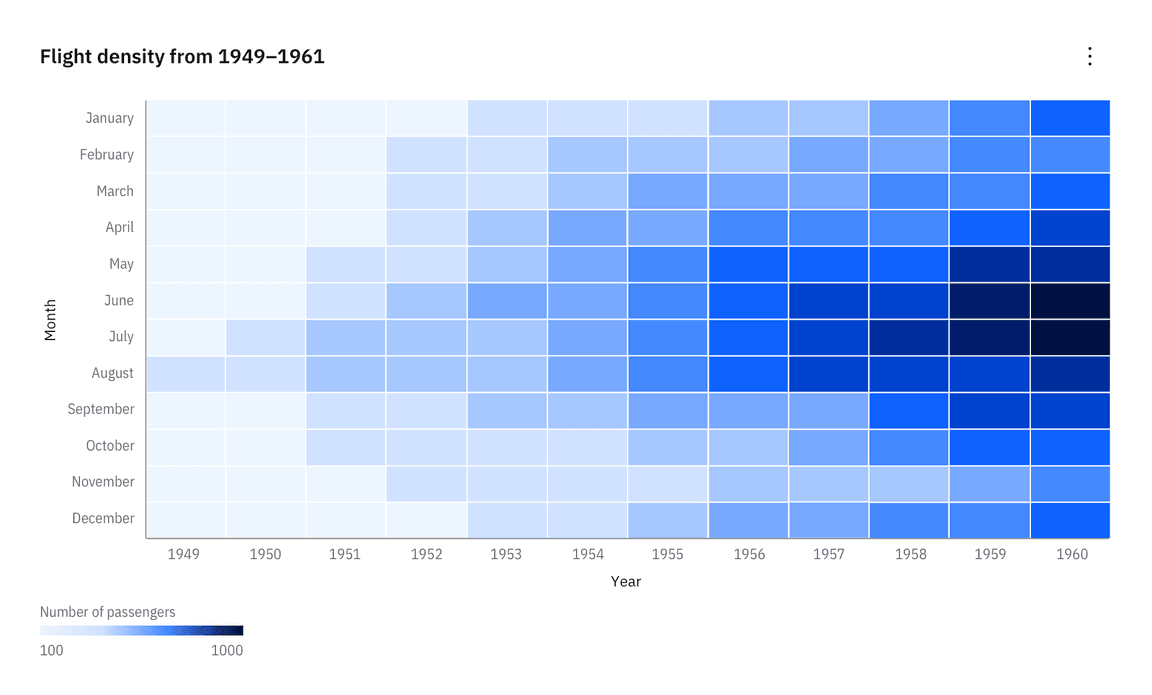 Flight density from 1949–1961
January
February
March
April
May
June
July
August
September
October
November
December
Month
1949 1950 1951 1952 1953 1954 1955 1956 1957 1958 1959 1960
Year
Number of passengers
100 1000